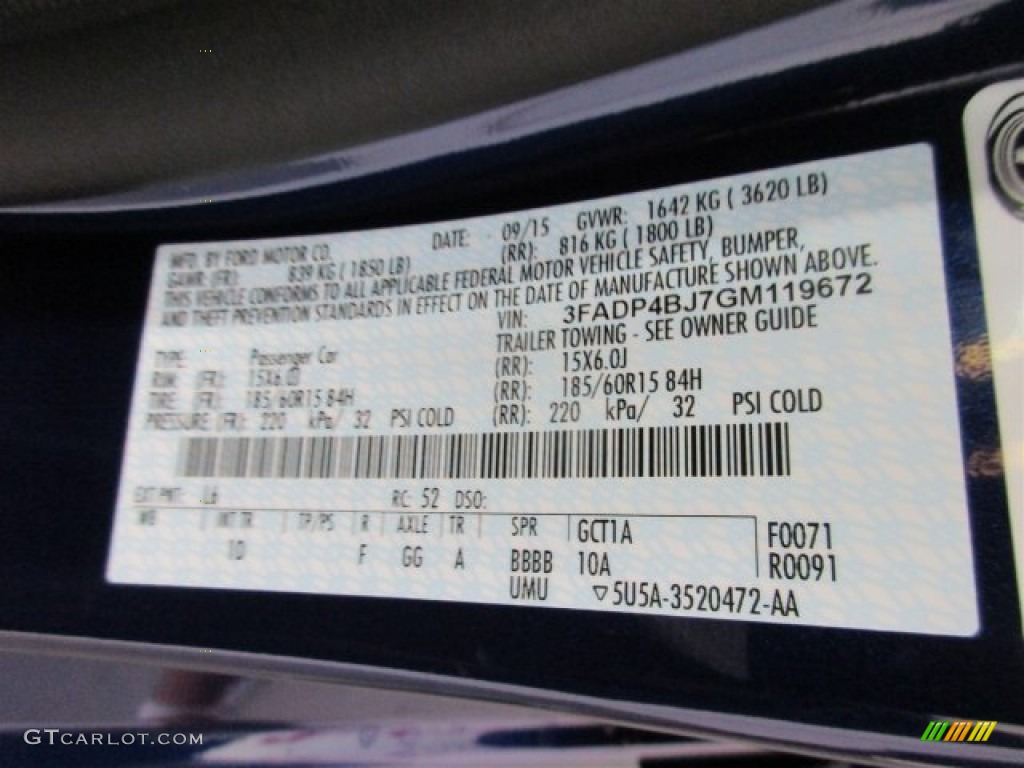 MFD. BY FORD MOTOR CO. DATE: 09/15 GVWR: 1642 KG ( 3620 LB)
GAWR (FR): 839 KG ( 1850 LB) (RR): 816 KG ( 1800 LB)
THIS VEHICLE CONFORMS TO ALL APPLICABLE FEDERAL MOTOR VEHICLE SAFETY, BUMPER,
AND THEFT PREVENTION STANDARDS IN EFFECT ON THE DATE OF MANUFACTURE SHOWN ABOVE.
VIN: 3FADP4BJ7GM119672
TYPE: Passenger Car TRAILER TOWING - SEE OWNER GUIDE
RIM (FR): 15X6.0J (RR): 15X6.0J
TIRE (FR): 185/60R15 84H (RR): 185/60R15 84H
PRESSURE (FR): 220 kPa/ 32 PSI COLD (RR): 220 kPa/ 32 PSI COLD
EXT PNT: L6 RC: 52 DSO:
WB INT TR TP/PS R AXLE TR SPR GCT1A F0071
1D F GG A BBBB 10A R0091
UMU ▽5U5A-3520472-AA
GTCARLOT.COM